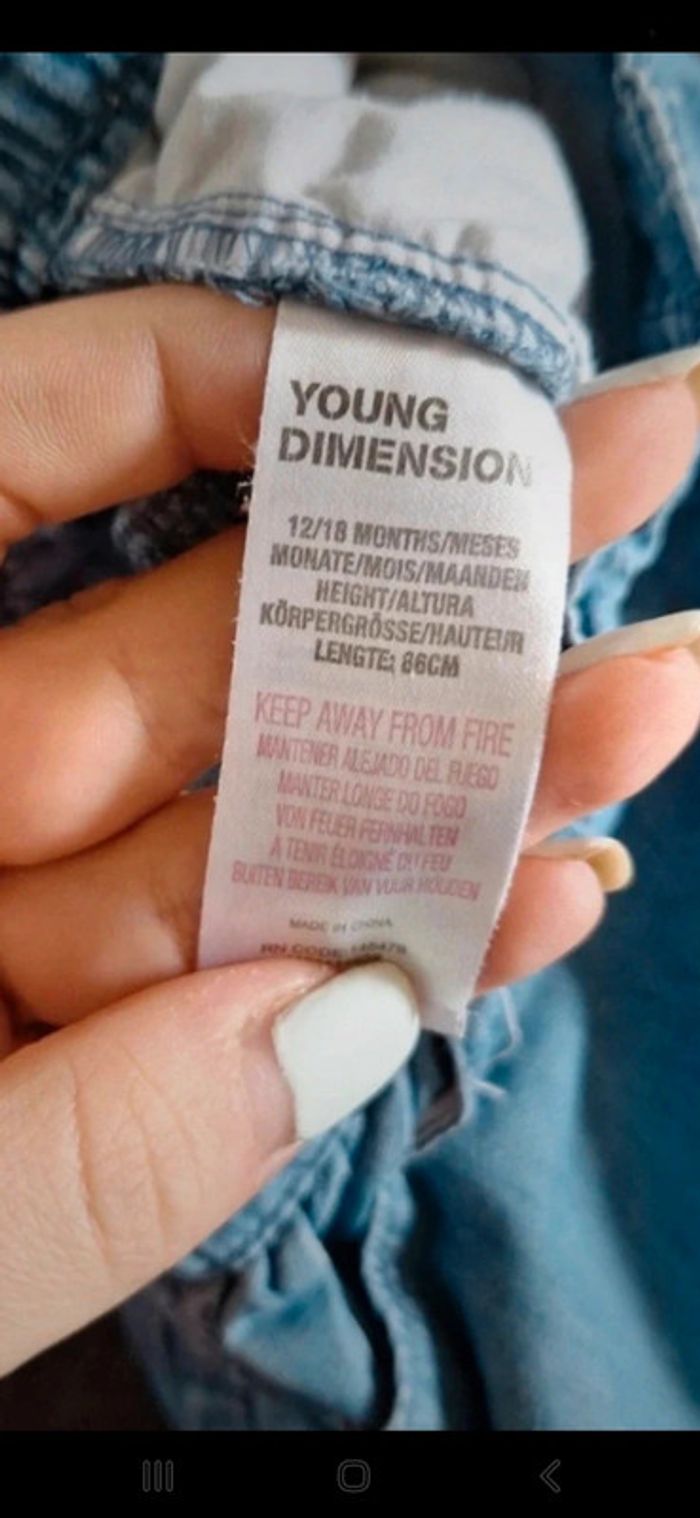 YOUNG
DIMENSION
12/18 MONTHS/MESES
MONATE/MOIS/MAANDEN
HEIGHT/ALTURA
KÖRPERGRÖSSE/HAUTEUR
LENGTE: 86CM
KEEP AWAY FROM FIRE
MANTENER ALEJADO DEL FUEGO
MANTER LONGE DO FOGO
VON FEUER FERNHALTEN
A TENIR ÉLOIGNÉ DU FEU
BUITEN BEREIK VAN VUUR HOUDEN
MADE IN CHINA
RN CODE: